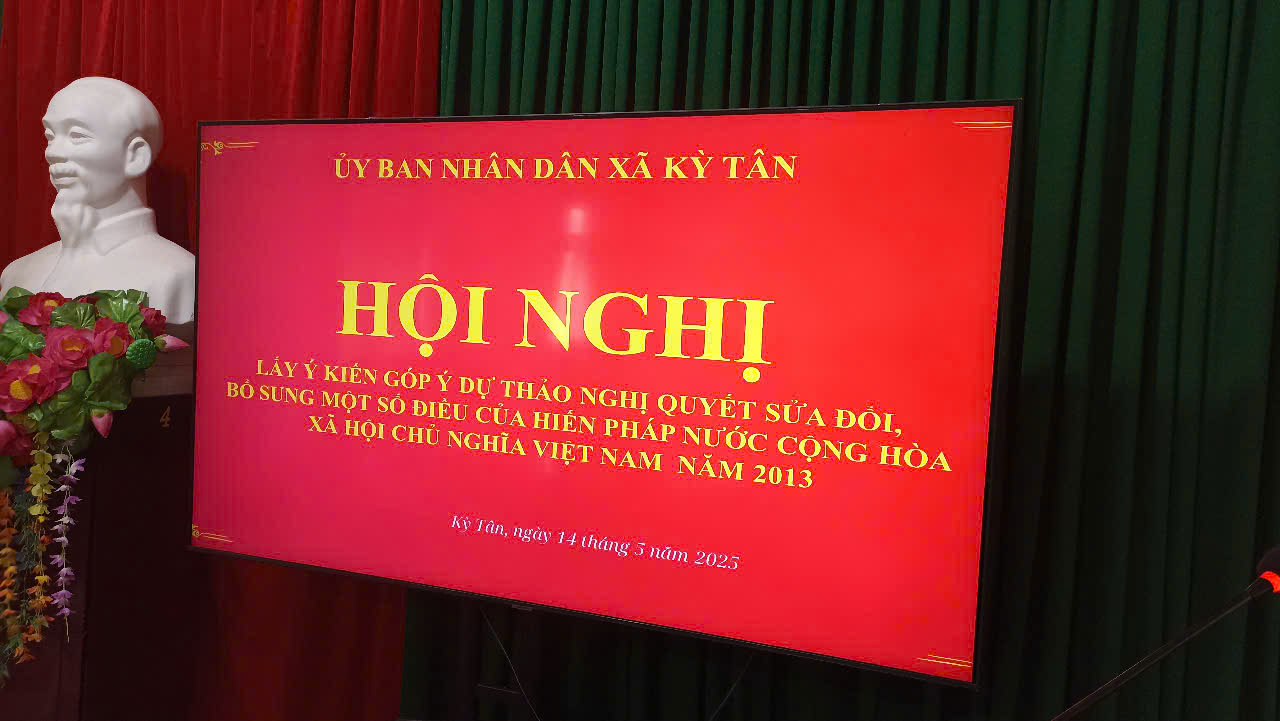 ỦY BAN NHÂN DÂN XÃ KỲ TÂN
HỘI NGHỊ
LẤY Ý KIẾN GÓP Ý DỰ THẢO NGHỊ QUYẾT SỬA ĐỔI,
BỔ SUNG MỘT SỐ ĐIỀU CỦA HIẾN PHÁP NƯỚC CỘNG HÒA
XÃ HỘI CHỦ NGHĨA VIỆT NAM NĂM 2013
Kỳ Tân, ngày 14 tháng 5 năm 2025
4